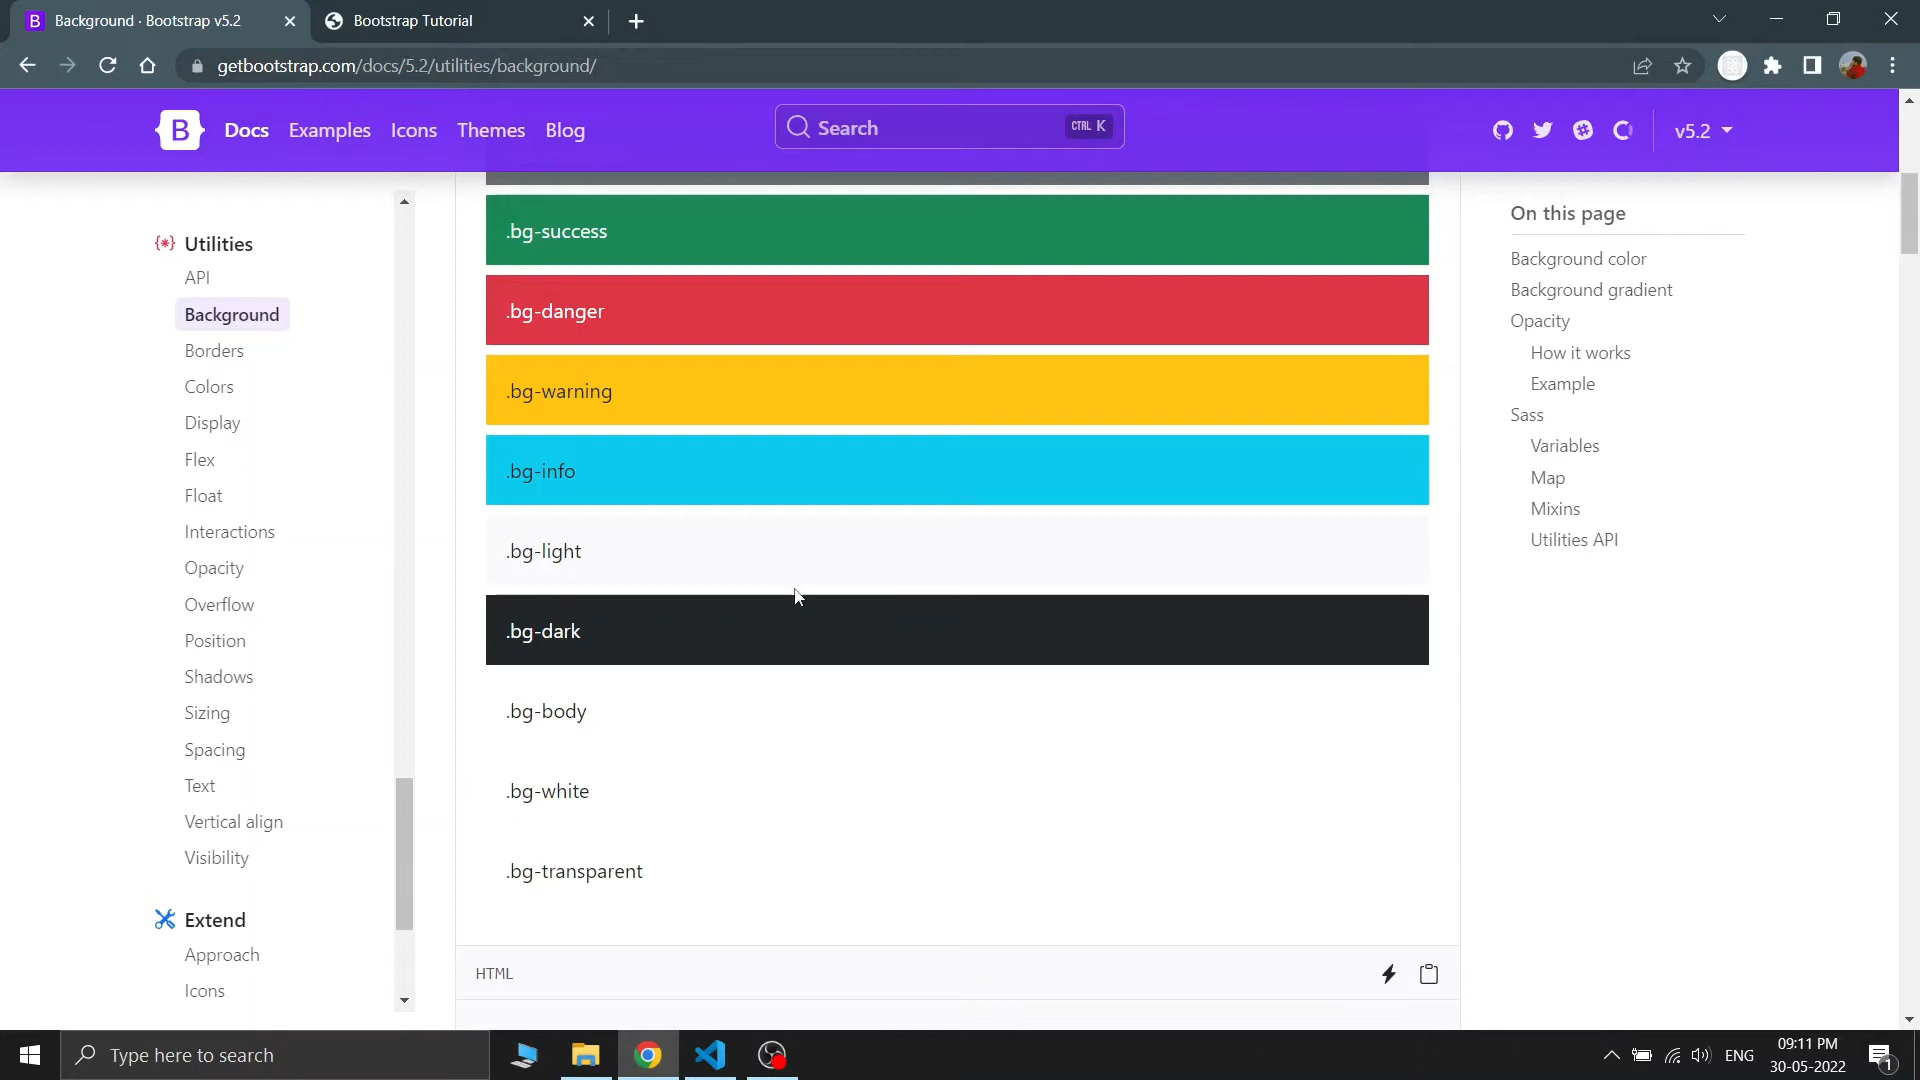 Background · Bootstrap v5.2
Bootstrap Tutorial
getbootstrap.com/docs/5.2/utilities/background/
B
Docs
Examples
Icons
Themes
Blog
Search
CTRL K
v5.2
Utilities
API
Background
Borders
Colors
Display
Flex
Float
Interactions
Opacity
Overflow
Position
Shadows
Sizing
Spacing
Text
Vertical align
Visibility
Extend
Approach
Icons
.bg-success
.bg-danger
.bg-warning
.bg-info
.bg-light
.bg-dark
.bg-body
.bg-white
.bg-transparent
HTML
On this page
Background color
Background gradient
Opacity
How it works
Example
Sass
Variables
Map
Mixins
Utilities API
Type here to search
ENG
09:11 PM
30-05-2022
1